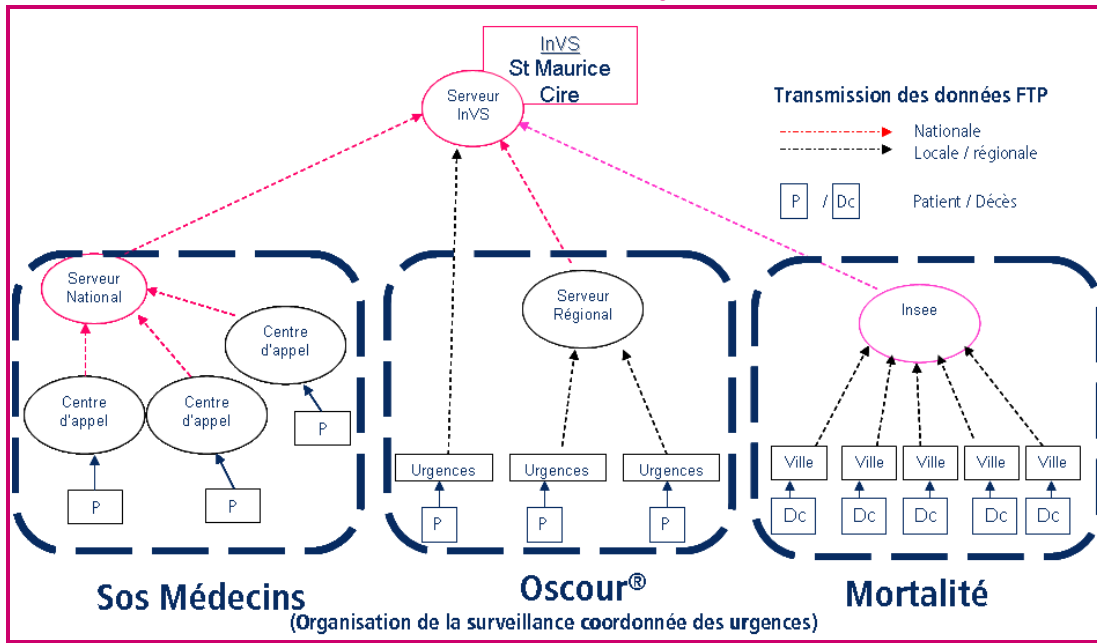 InVS
St Maurice
Cire
Serveur
InVS
Transmission des données FTP
Nationale
Locale / régionale
P / Dc Patient / Décès
Serveur
National
Centre
d'appel
Centre
d'appel
Centre
d'appel
P
P
P
Serveur
Régional
Urgences Urgences Urgences
P P P
Insee
Ville Ville Ville Ville Ville
Dc Dc Dc Dc Dc
Sos Médecins
Oscour®
Mortalité
(Organisation de la surveillance coordonnée des urgences)